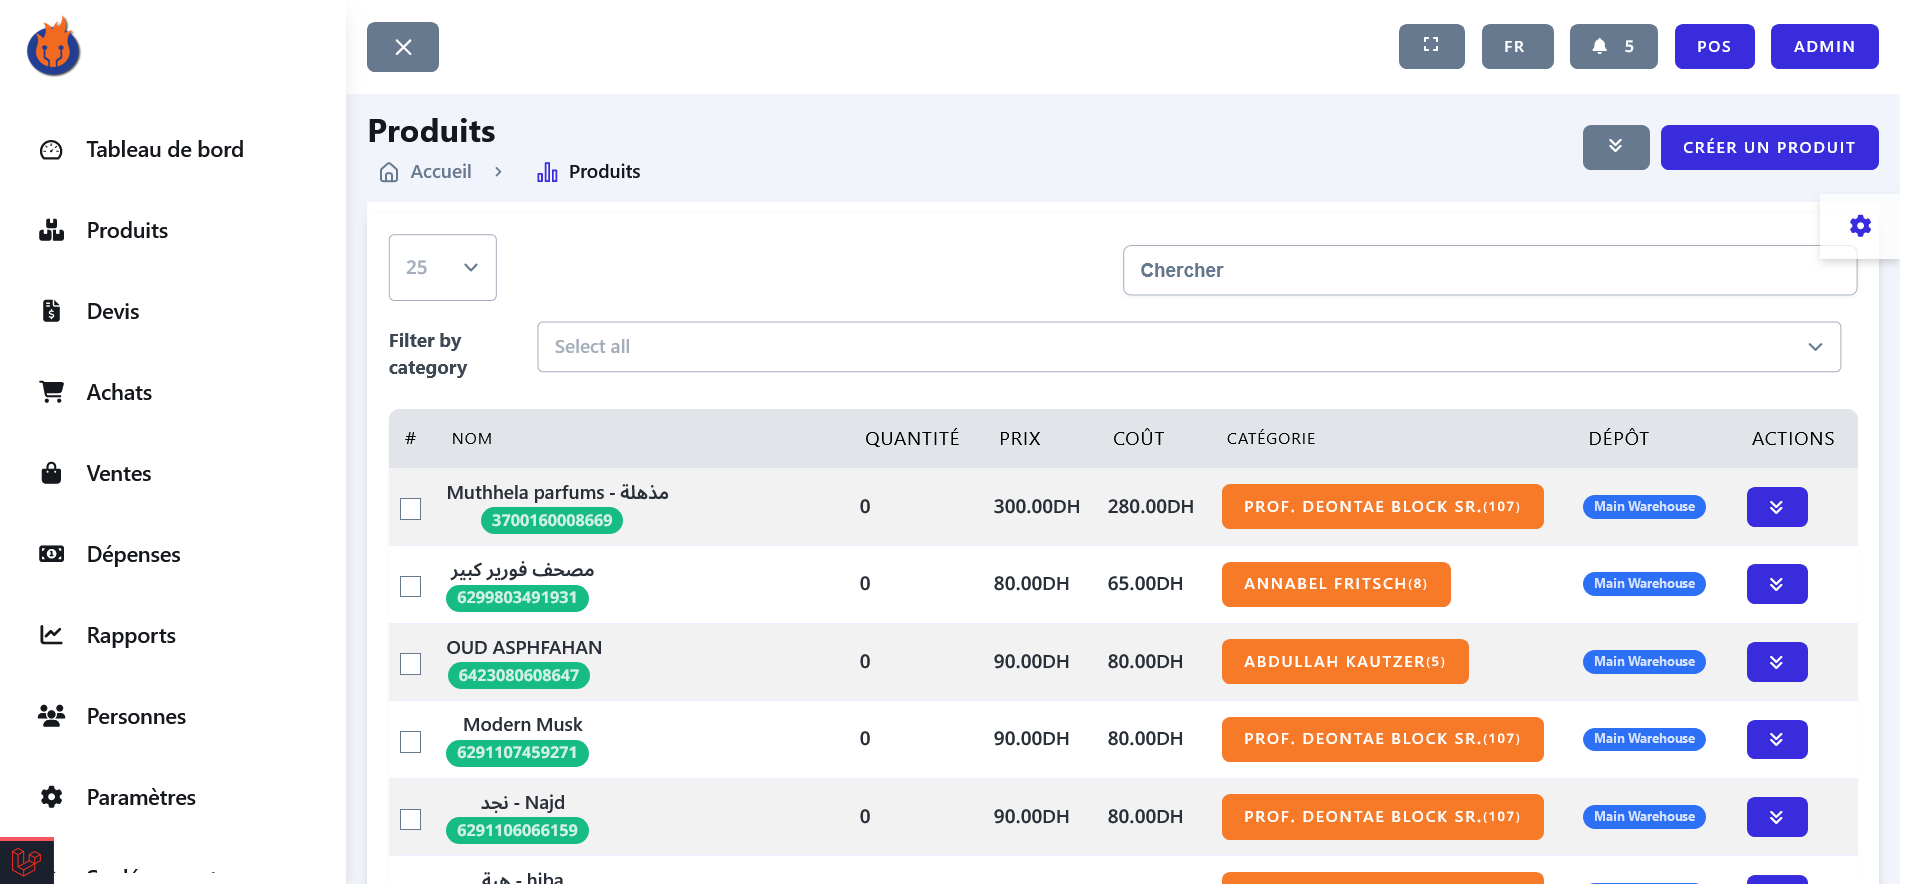 FR
5
POS
ADMIN
Tableau de bord
Produits
Devis
Achats
Ventes
Dépenses
Rapports
Personnes
Paramètres
Produits
Accueil
Produits
CRÉER UN PRODUIT
25
Chercher
Filter by
category
Select all
# NOM QUANTITÉ PRIX COÛT CATÉGORIE DÉPÔT ACTIONS
Muthhela parfums - مذهلة
3700160008669
0 300.00DH 280.00DH PROF. DEONTAE BLOCK SR.(107) Main Warehouse
مصحف فورير كبير
6299803491931
0 80.00DH 65.00DH ANNABEL FRITSCH(8) Main Warehouse
OUD ASPHFAHAN
6423080608647
0 90.00DH 80.00DH ABDULLAH KAUTZER(5) Main Warehouse
Modern Musk
6291107459271
0 90.00DH 80.00DH PROF. DEONTAE BLOCK SR.(107) Main Warehouse
نجد - Najd
6291106066159
0 90.00DH 80.00DH PROF. DEONTAE BLOCK SR.(107) Main Warehouse
هبة - hiba